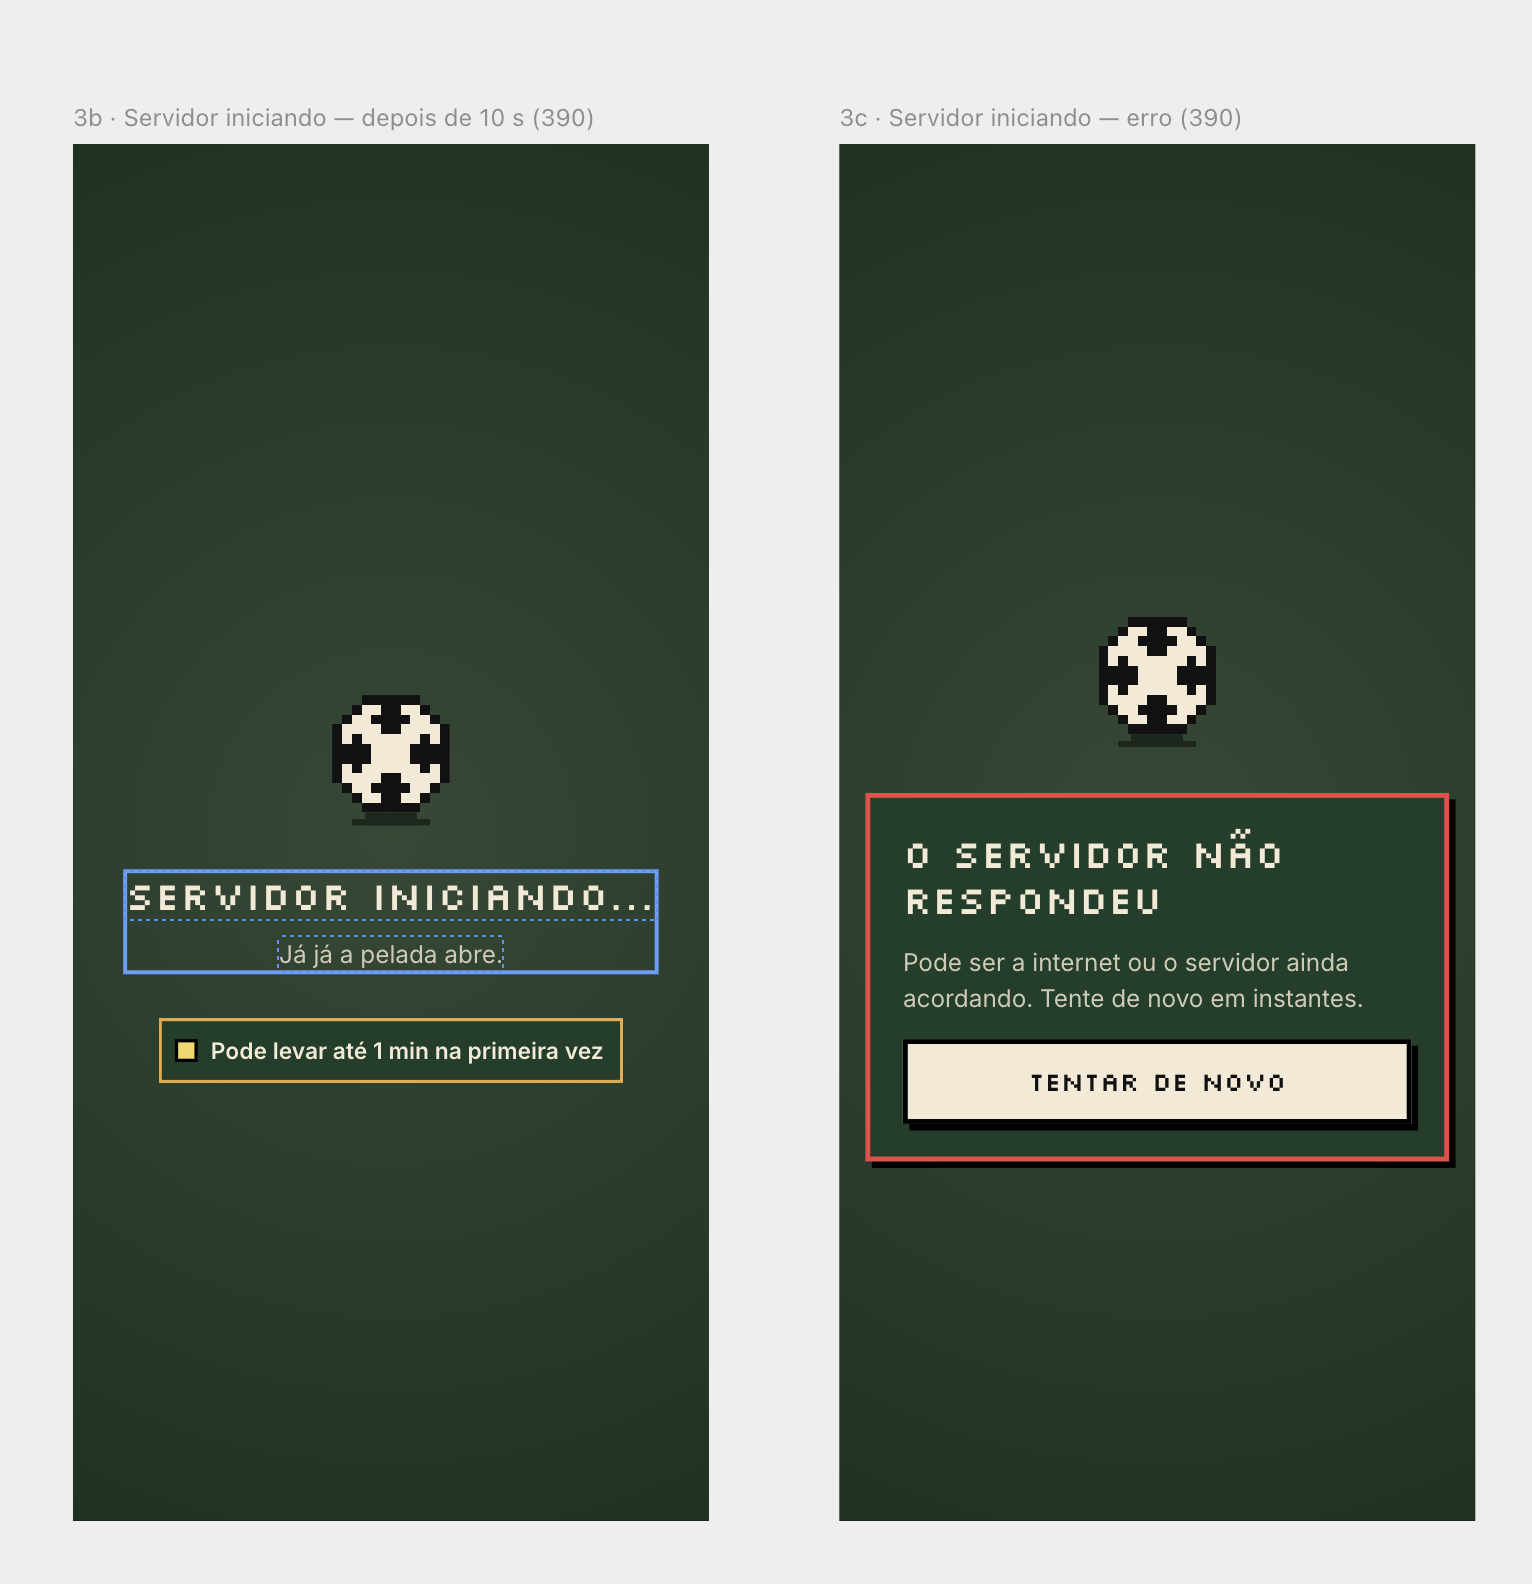 3b · Servidor iniciando — depois de 10 s (390)
SERVIDOR INICIANDO...
Já já a pelada abre.
Pode levar até 1 min na primeira vez
3c · Servidor iniciando — erro (390)
O SERVIDOR NÃO
RESPONDEU
Pode ser a internet ou o servidor ainda
acordando. Tente de novo em instantes.
TENTAR DE NOVO